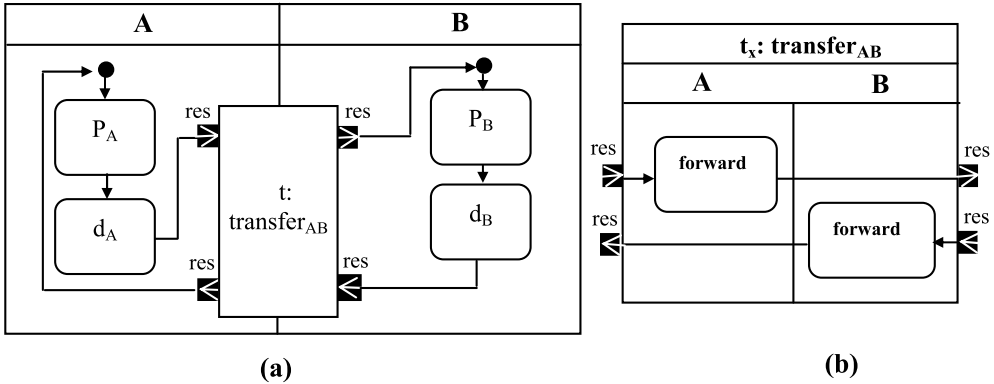 A
B
P_A
d_A
res
res
t:
transfer_AB
res
res
P_B
d_B
(a)
t_x: transfer_AB
A
B
res
forward
res
res
forward
res
(b)